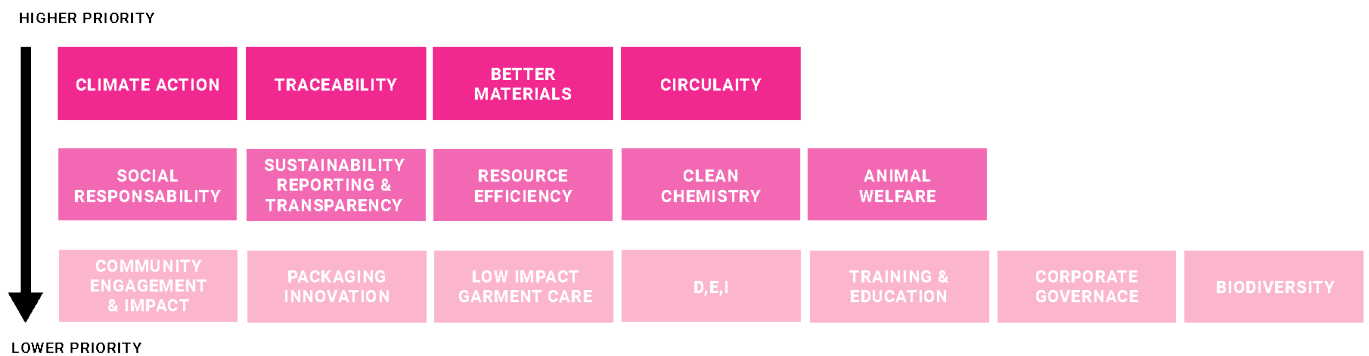 HIGHER PRIORITY
CLIMATE ACTION
TRACEABILITY
BETTER
MATERIALS
CIRCULAITY
SOCIAL
RESPONSABILITY
SUSTAINABILITY
REPORTING &
TRANSPARENCY
RESOURCE
EFFICIENCY
CLEAN
CHEMISTRY
ANIMAL
WELFARE
COMMUNITY
ENGAGEMENT
& IMPACT
PACKAGING
INNOVATION
LOW IMPACT
GARMENT CARE
D,E,I
TRAINING &
EDUCATION
CORPORATE
GOVERNACE
BIODIVERSITY
LOWER PRIORITY